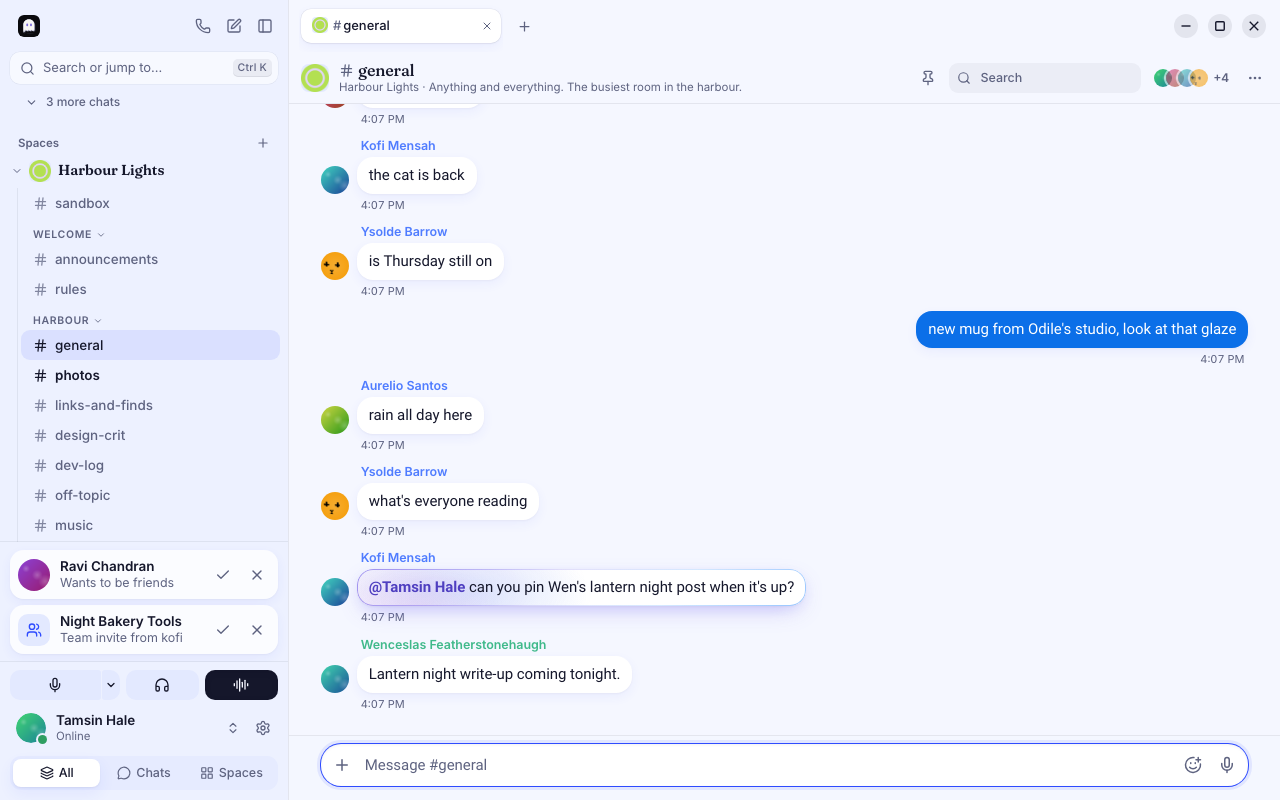 Search or jump to...
Ctrl K
3 more chats
Spaces
Harbour Lights
# sandbox
WELCOME
# announcements
# rules
HARBOUR
# general
# photos
# links-and-finds
# design-crit
# dev-log
# off-topic
# music
Ravi Chandran
Wants to be friends
Night Bakery Tools
Team invite from kofi
Tamsin Hale
Online
All
Chats
Spaces
# general
# general
Harbour Lights · Anything and everything. The busiest room in the harbour.
Search
+4
4:07 PM
Kofi Mensah
the cat is back
4:07 PM
Ysolde Barrow
is Thursday still on
4:07 PM
new mug from Odile's studio, look at that glaze
4:07 PM
Aurelio Santos
rain all day here
4:07 PM
Ysolde Barrow
what's everyone reading
4:07 PM
Kofi Mensah
@Tamsin Hale can you pin Wen's lantern night post when it's up?
4:07 PM
Wenceslas Featherstonehaugh
Lantern night write-up coming tonight.
4:07 PM
Message #general